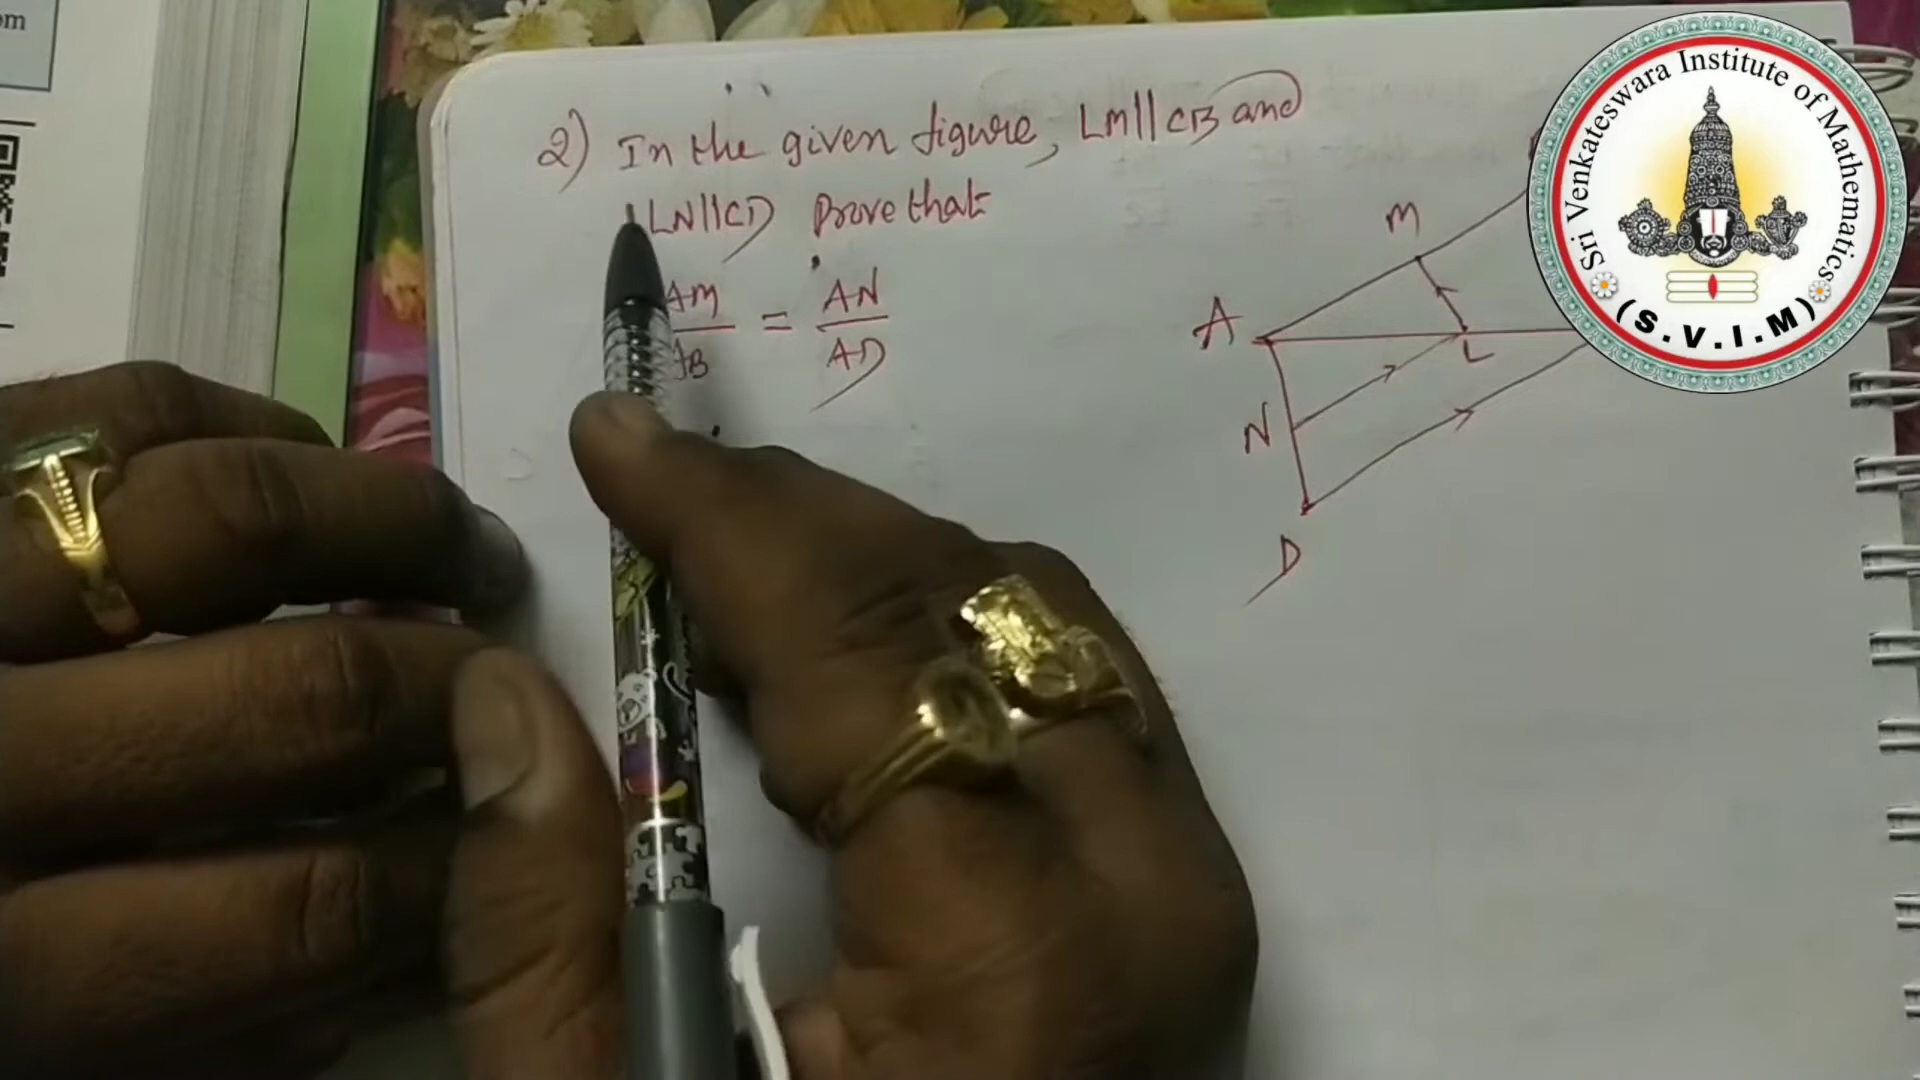 om
2) In the given figure, LM||CB and
LN||CD Prove that
AM/AB = AN/AD
M
A
L
N
D
Sri Venkateswara Institute of Mathematics
(S.V.I.M)